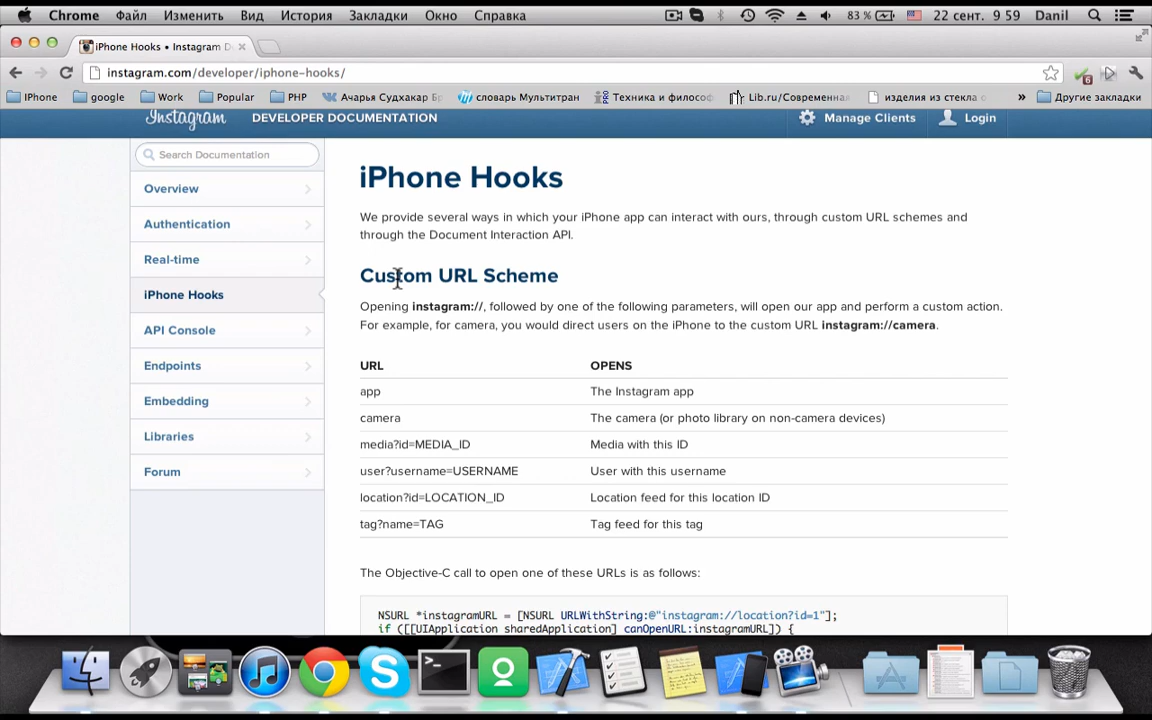 Chrome Файл Изменить Вид История Закладки Окно Справка 83 % 22 сент. 9 59 Danil
iPhone Hooks • Instagram D
instagram.com/developer/iphone-hooks/
IPhone google Work Popular PHP Ачарья Судхакар Бр словарь Мультитран Техника и философ Lib.ru/Современна изделия из стекла » Другие закладки
Instagram DEVELOPER DOCUMENTATION Manage Clients Login
Search Documentation
Overview
Authentication
Real-time
iPhone Hooks
API Console
Endpoints
Embedding
Libraries
Forum
iPhone Hooks
We provide several ways in which your iPhone app can interact with ours, through custom URL schemes and
through the Document Interaction API.
Custom URL Scheme
Opening instagram://, followed by one of the following parameters, will open our app and perform a custom action.
For example, for camera, you would direct users on the iPhone to the custom URL instagram://camera.
URL OPENS
app The Instagram app
camera The camera (or photo library on non-camera devices)
media?id=MEDIA_ID Media with this ID
user?username=USERNAME User with this username
location?id=LOCATION_ID Location feed for this location ID
tag?name=TAG Tag feed for this tag
The Objective-C call to open one of these URLs is as follows:
NSURL *instagramURL = [NSURL URLWithString:@"instagram://location?id=1"];
if ([[UIApplication sharedApplication] canOpenURL:instagramURL]) {